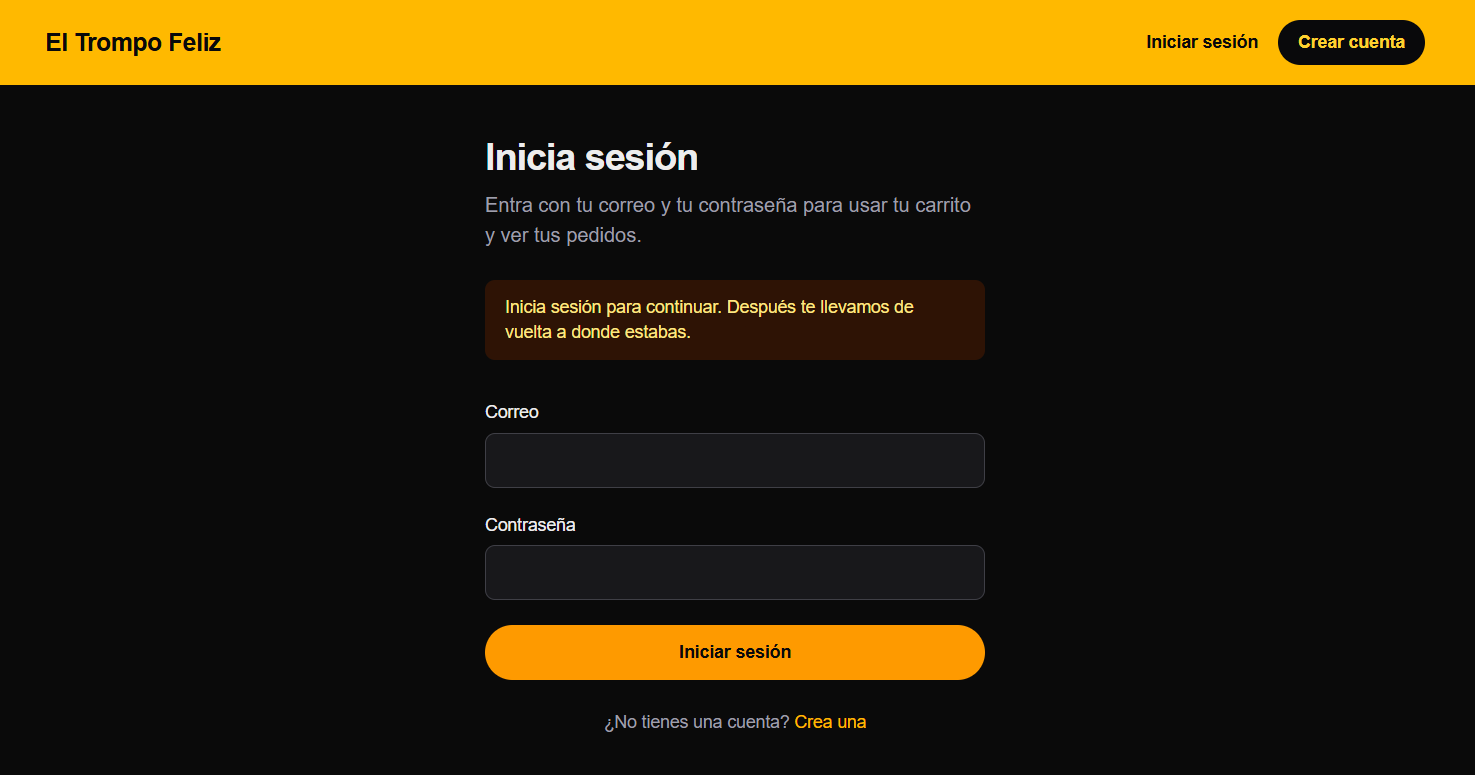 El Trompo Feliz
Iniciar sesión
Crear cuenta
Inicia sesión
Entra con tu correo y tu contraseña para usar tu carrito
y ver tus pedidos.
Inicia sesión para continuar. Después te llevamos de
vuelta a donde estabas.
Correo
Contraseña
Iniciar sesión
¿No tienes una cuenta? Crea una